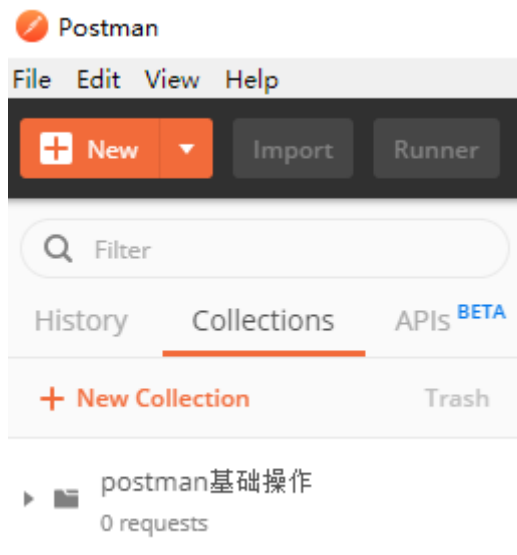 Postman
File Edit View Help
New Import Runner
Filter
History Collections APIs BETA
+ New Collection Trash
postman基础操作
0 requests